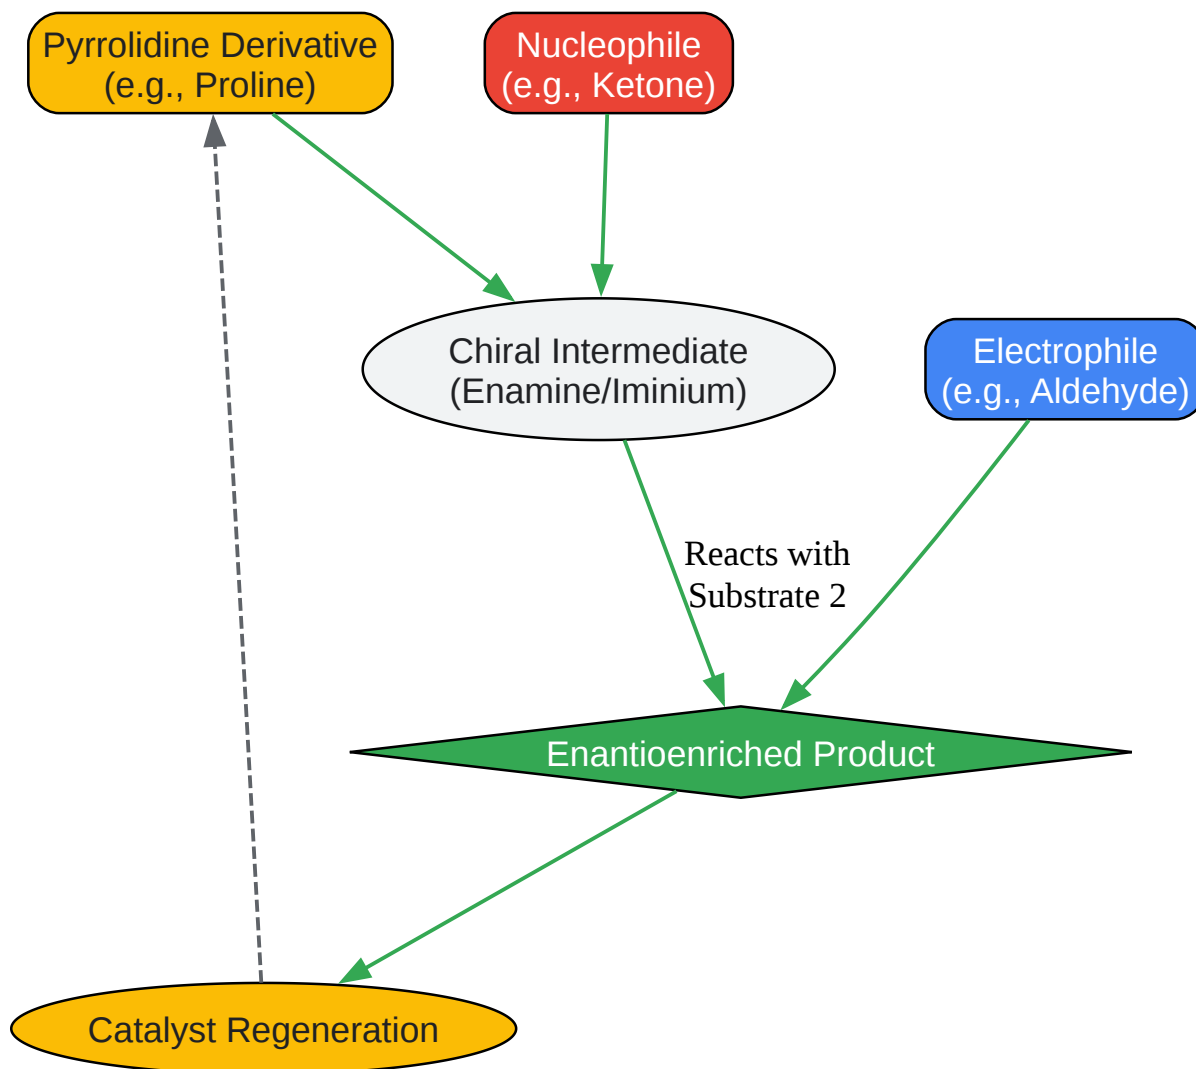 Pyrrolidine Derivative
(e.g., Proline)
Nucleophile
(e.g., Ketone)
Chiral Intermediate
(Enamine/Iminium)
Electrophile
(e.g., Aldehyde)
Reacts with
Substrate 2
Enantioenriched Product
Catalyst Regeneration